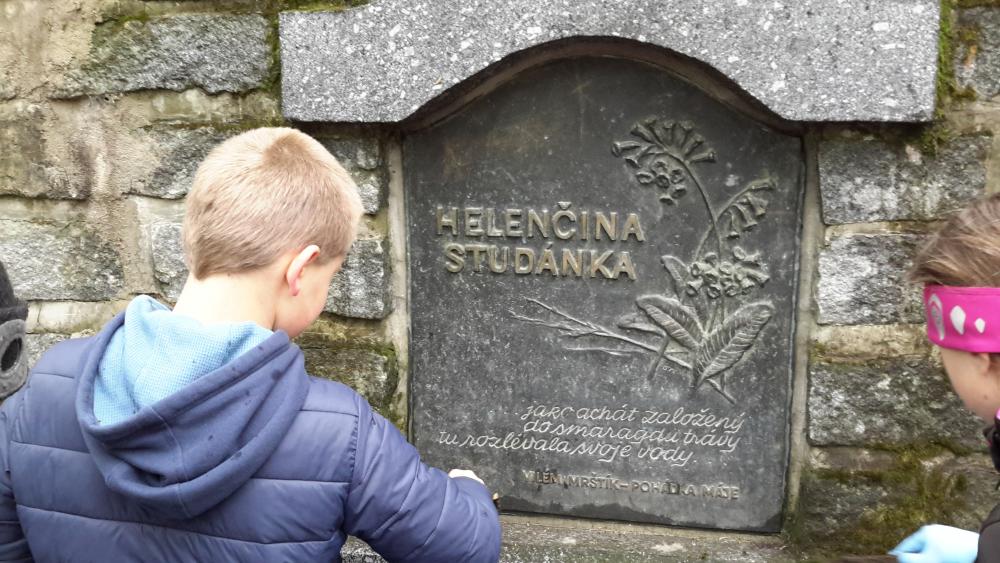 HELENČINA
STUDÁNKA
...jako achát založený
do smaragdu trávy
tu rozlévala svoje vody.
VILÉM MRŠTÍK – POHÁDKA MÁJE